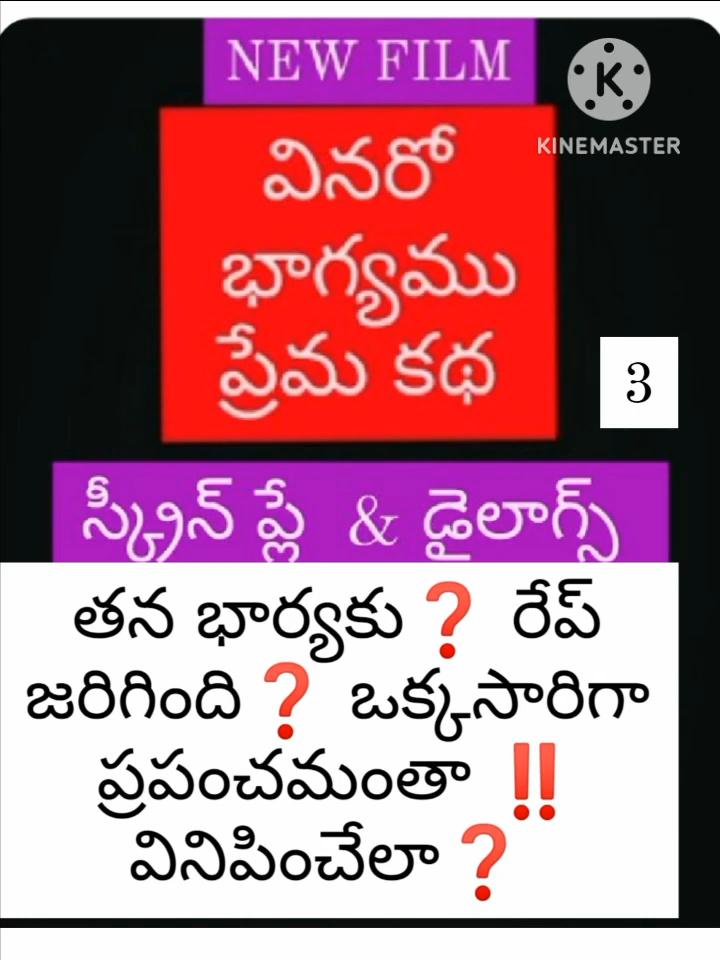 NEW FILM
KINEMASTER
వినరో
భాగ్యము
ప్రేమ కథ
3
స్క్రీన్ ప్లే & డైలాగ్స్
తన భార్యకు❓ రేప్
జరిగింది❓ ఒక్కసారిగా
ప్రపంచమంతా ‼️
వినిపించేలా❓